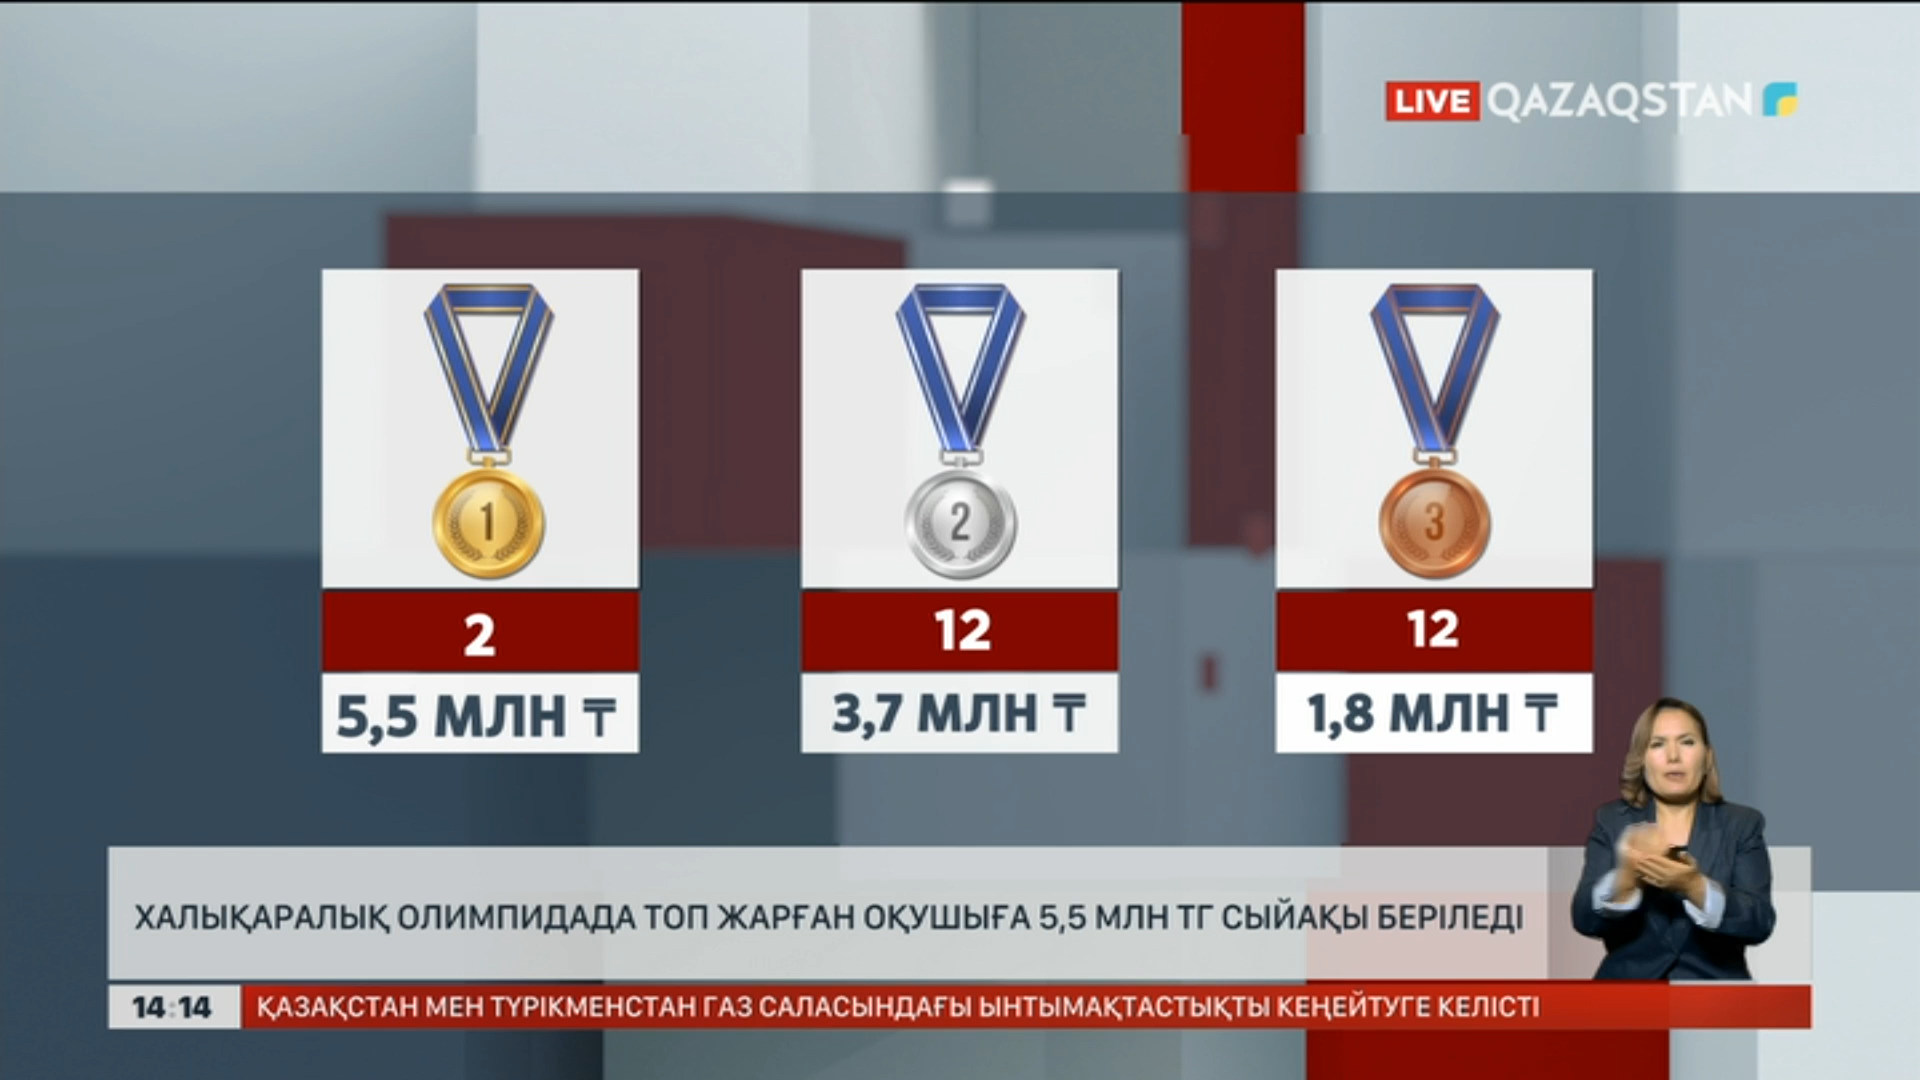 LIVE QAZAQSTAN
1
2
3
2
12
12
5,5 МЛН ₸
3,7 МЛН ₸
1,8 МЛН ₸
ХАЛЫҚАРАЛЫҚ ОЛИМПИДАДА ТОП ЖАРҒАН ОҚУШЫҒА 5,5 МЛН ТГ СЫЙАҚЫ БЕРІЛЕДІ
14:14 ҚАЗАҚСТАН МЕН ТҮРІКМЕНСТАН ГАЗ САЛАСЫНДАҒЫ ЫНТЫМАҚТАСТЫҚТЫ КЕҢЕЙТУГЕ КЕЛІСТІ